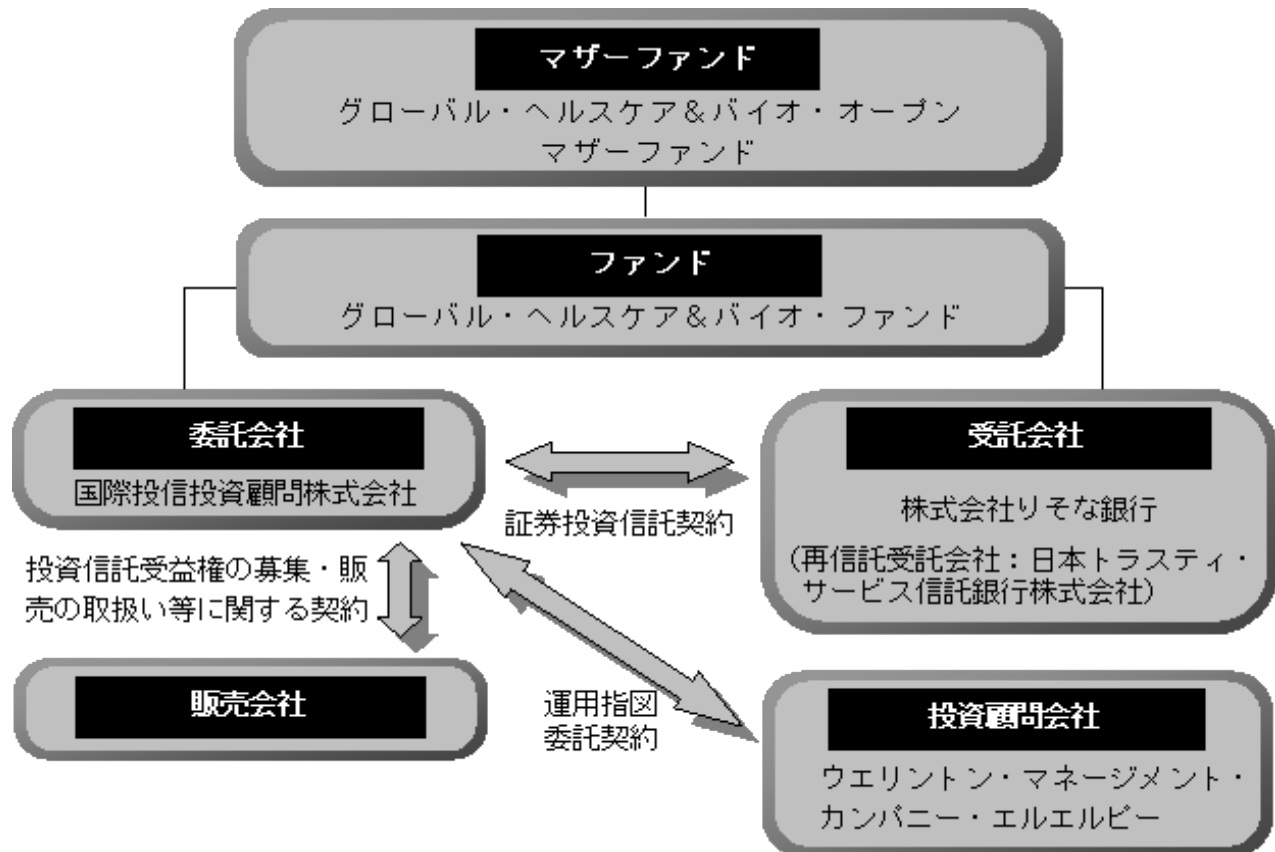 マザーファンド
グローバル・ヘルスケア&バイオ・オープン
マザーファンド
ファンド
グローバル・ヘルスケア&バイオ・ファンド
委託会社
国際投信投資顧問株式会社
証券投資信託契約
受託会社
株式会社りそな銀行
(再信託受託会社:日本トラスティ・
サービス信託銀行株式会社)
投資信託受益権の募集・販
売の取扱い等に関する契約
販売会社
運用指図
委託契約
投資顧問会社
ウエリントン・マネージメント・
カンパニー・エルエルピー